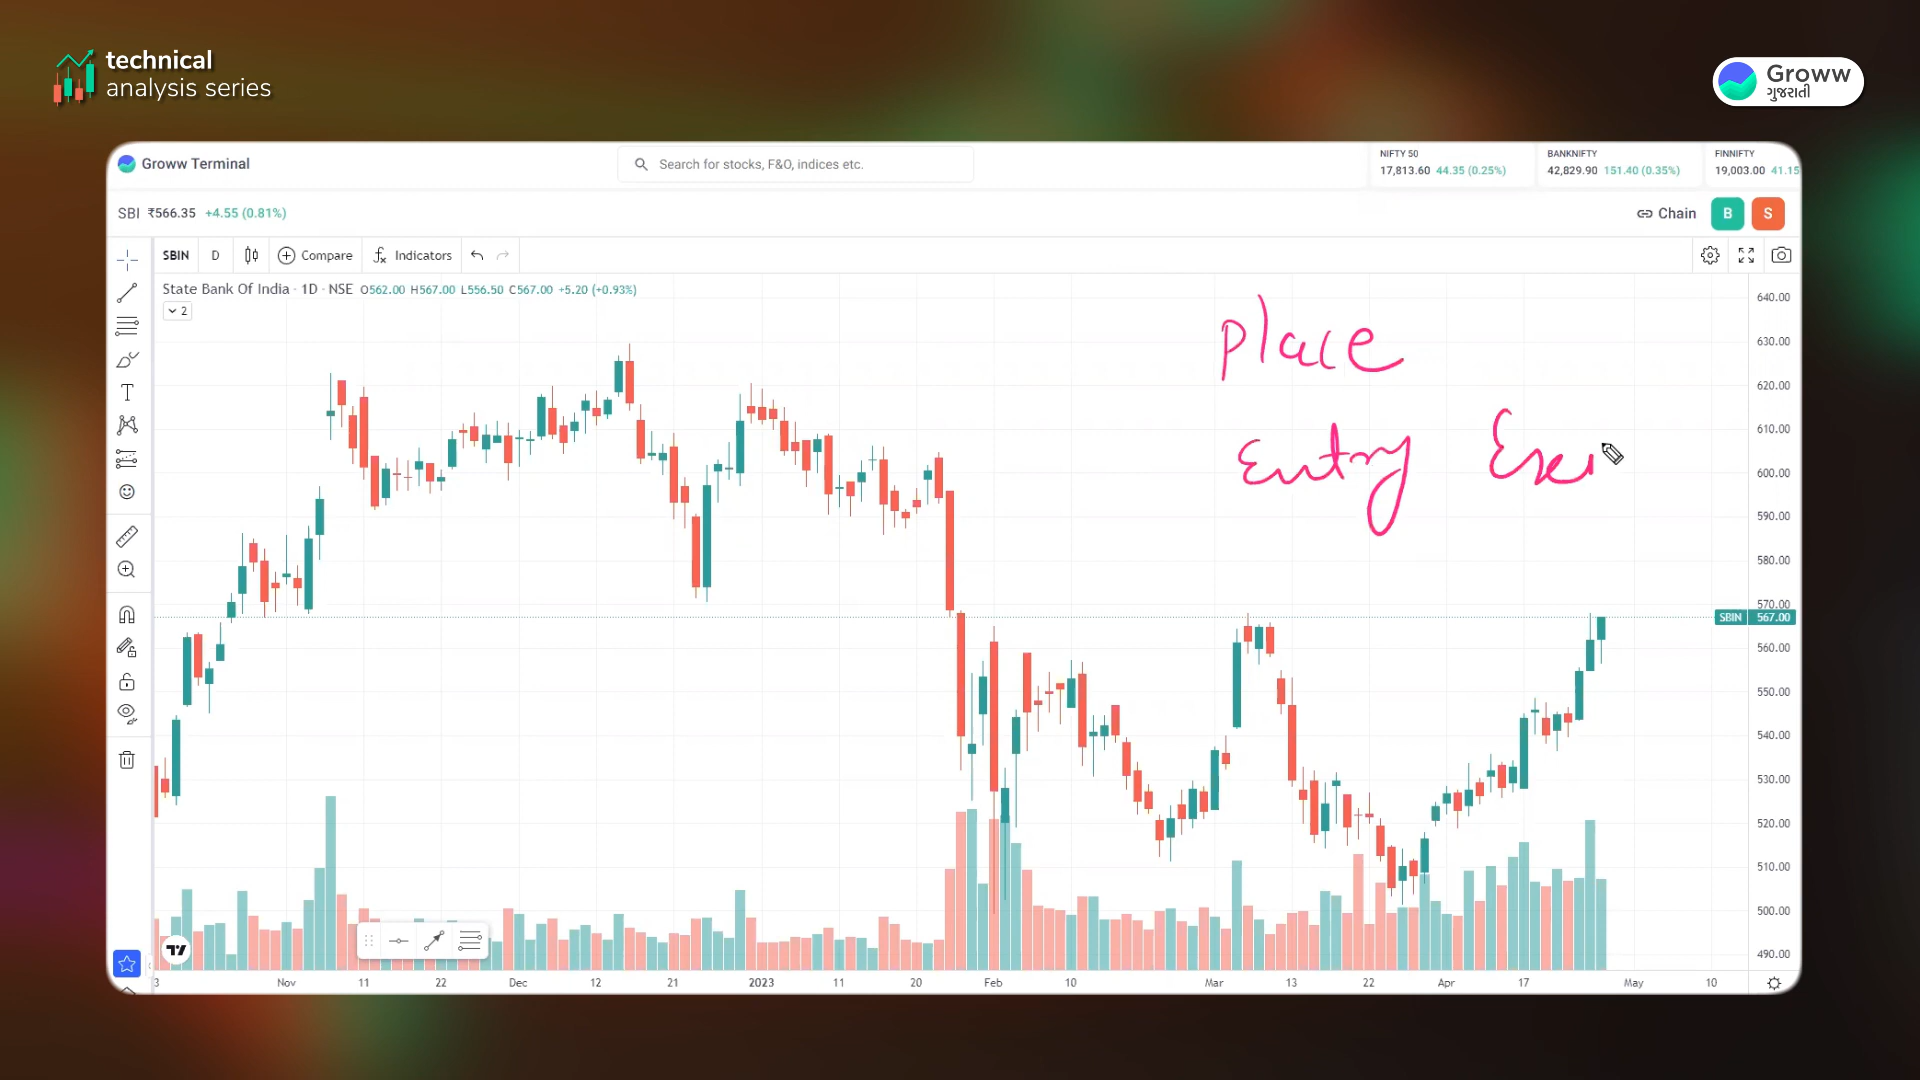 technical
analysis series
Groww
ગુજરાતી
Groww Terminal
Search for stocks, F&O, indices etc.
NIFTY 50
17,813.60 44.35 (0.25%)
BANKNIFTY
42,829.90 151.40 (0.35%)
FINNIFTY
19,003.00 41.15
SBI ₹566.35 +4.55 (0.81%)
Chain
B
S
SBIN
D
Compare
Indicators
State Bank Of India · 1D · NSE O562.00 H567.00 L556.50 C567.00 +5.20 (+0.93%)
2
Place
Entry
640.00
630.00
620.00
610.00
600.00
590.00
580.00
570.00
SBIN 567.00
560.00
550.00
540.00
530.00
520.00
510.00
500.00
490.00
3 Nov 11 22 Dec 12 21 2023 11 20 Feb 10 Mar 13 22 Apr 17 May 10